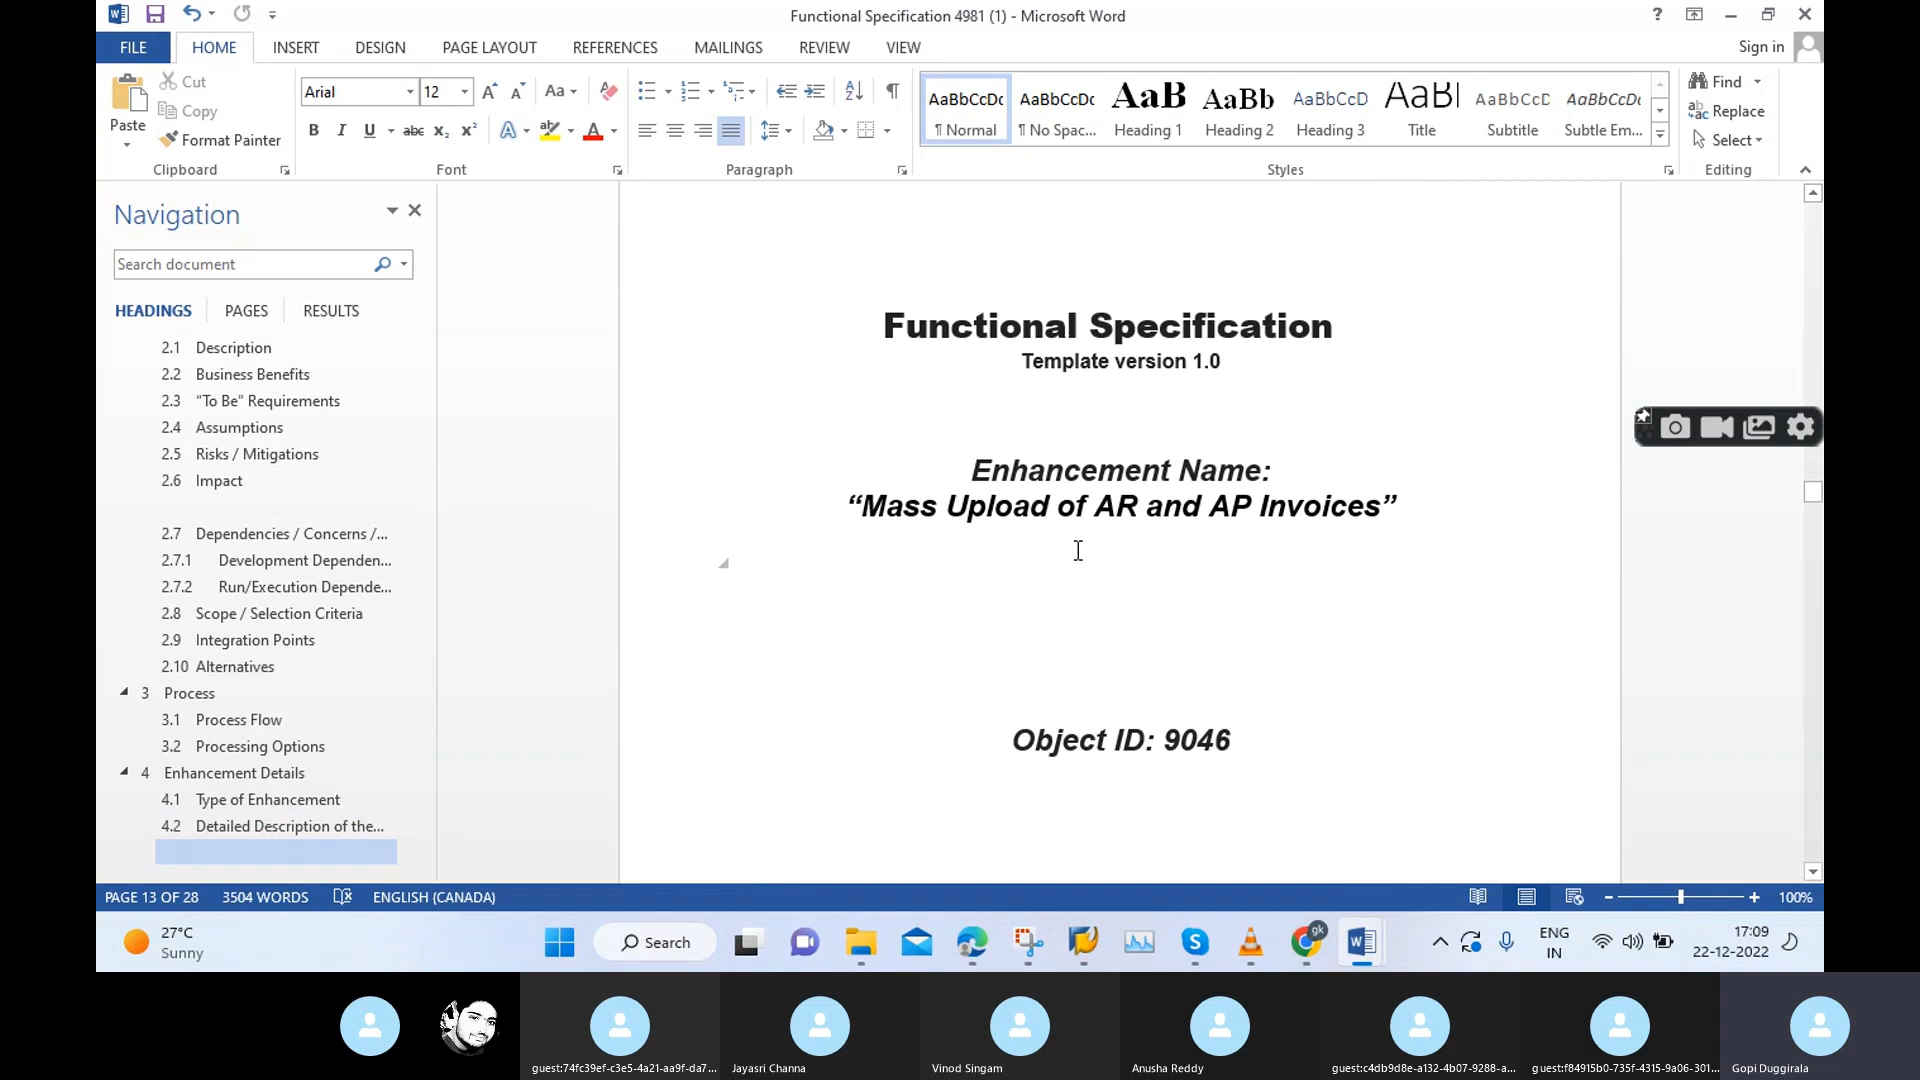 Functional Specification 4981 (1) - Microsoft Word
?
FILE
HOME
INSERT
DESIGN
PAGE LAYOUT
REFERENCES
MAILINGS
REVIEW
VIEW
Sign in
Paste
Cut
Copy
Format Painter
Clipboard
Arial
12
Aa
B I U abc x₂ x²
A
A
Font
Paragraph
AaBbCcDc
¶ Normal
AaBbCcDc
¶ No Spac...
AaB
Heading 1
AaBb
Heading 2
AaBbCcD
Heading 3
AaBl
Title
AaBbCcD
Subtitle
AaBbCcDc
Subtle Em...
Styles
Find
Replace
Select
Editing
Navigation
Search document
HEADINGS
PAGES
RESULTS
2.1 Description
2.2 Business Benefits
2.3 “To Be” Requirements
2.4 Assumptions
2.5 Risks / Mitigations
2.6 Impact
2.7 Dependencies / Concerns /...
2.7.1 Development Dependen...
2.7.2 Run/Execution Depende...
2.8 Scope / Selection Criteria
2.9 Integration Points
2.10 Alternatives
3 Process
3.1 Process Flow
3.2 Processing Options
4 Enhancement Details
4.1 Type of Enhancement
4.2 Detailed Description of the...
Functional Specification
Template version 1.0
Enhancement Name:
“Mass Upload of AR and AP Invoices”
Object ID: 9046
PAGE 13 OF 28
3504 WORDS
ENGLISH (CANADA)
100%
27°C
Sunny
Search
gk
ENG
IN
17:09
22-12-2022
guest:74fc39ef-c3e5-4a21-aa9f-da7...
Jayasri Channa
Vinod Singam
Anusha Reddy
guest:c4db9d8e-a132-4b07-9288-a...
guest:f84915b0-735f-4315-9a06-301...
Gopi Duggirala